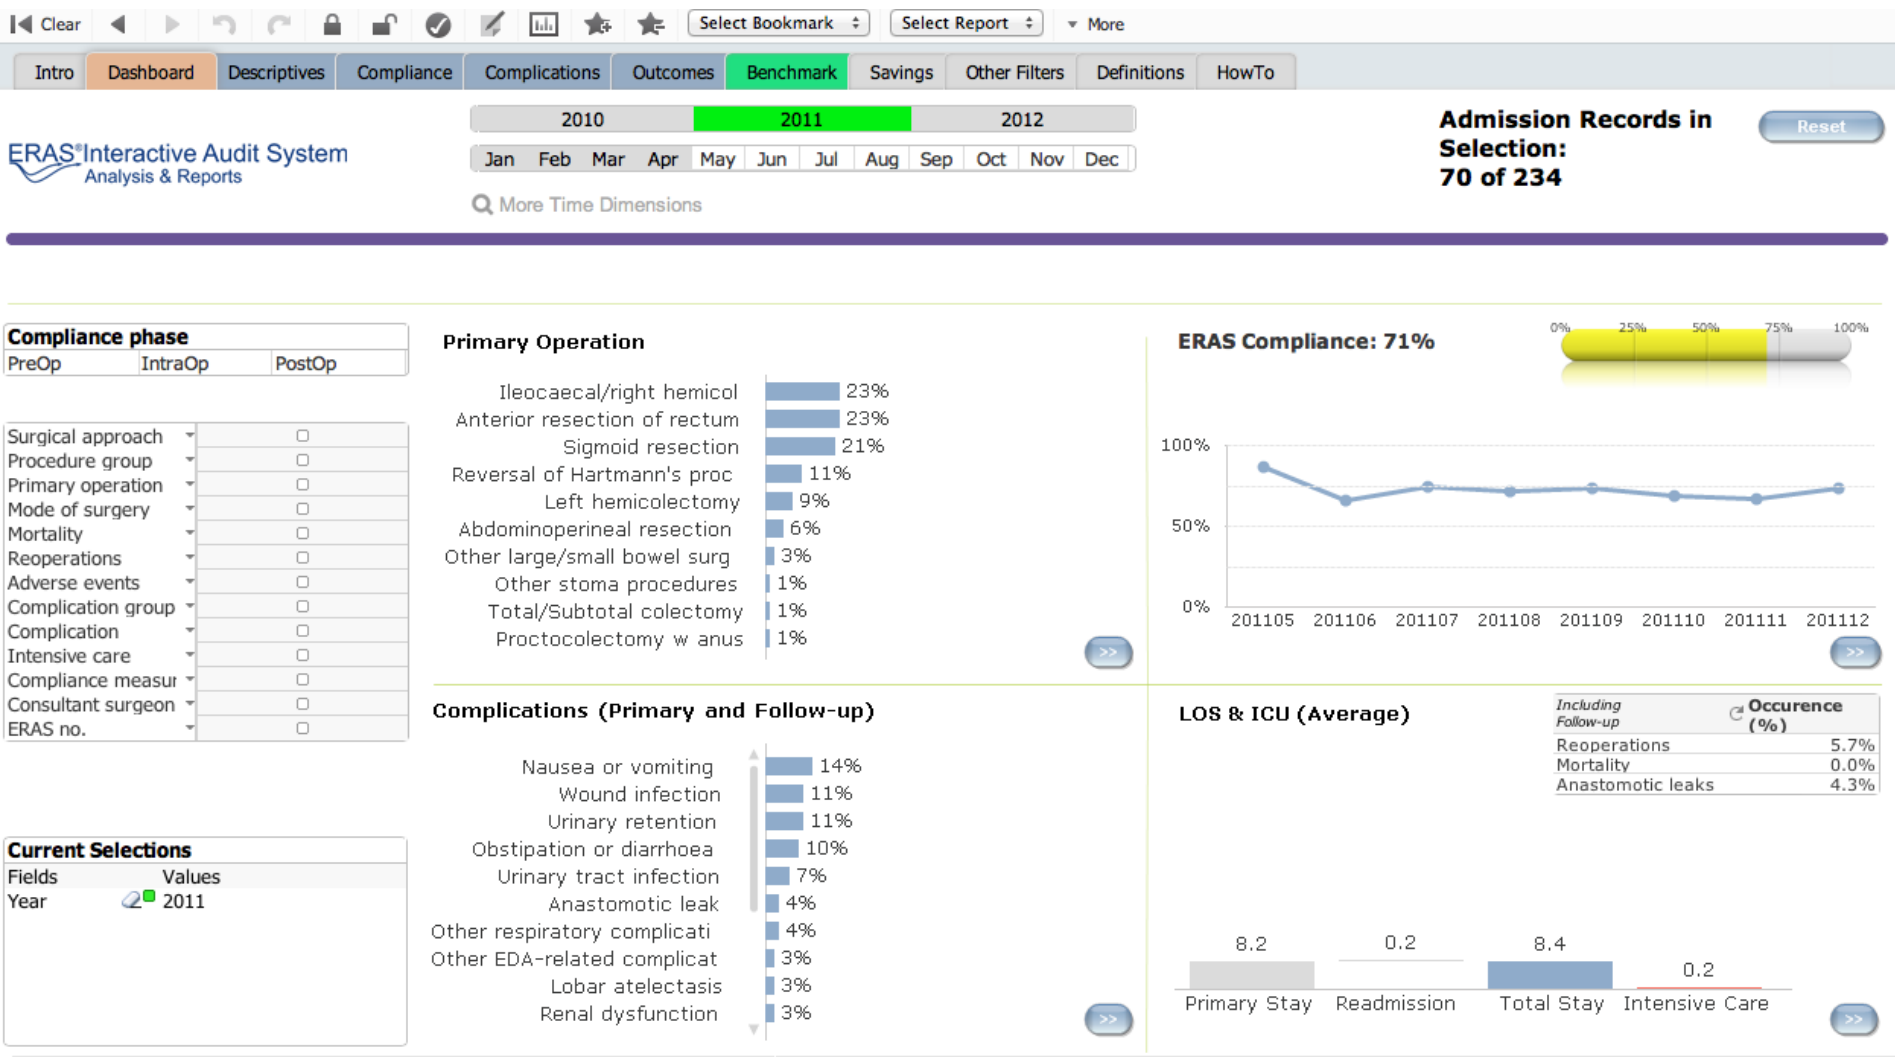 Clear
Select Bookmark
Select Report
More
Intro
Dashboard
Descriptives
Compliance
Complications
Outcomes
Benchmark
Savings
Other Filters
Definitions
HowTo
ERAS®Interactive Audit System
Analysis & Reports
2010 2011 2012
Jan Feb Mar Apr May Jun Jul Aug Sep Oct Nov Dec
More Time Dimensions
Admission Records in
Selection:
70 of 234
Reset
Compliance phase
PreOp IntraOp PostOp
Surgical approach
Procedure group
Primary operation
Mode of surgery
Mortality
Reoperations
Adverse events
Complication group
Complication
Intensive care
Compliance measur
Consultant surgeon
ERAS no.
Current Selections
Fields Values
Year 2011
Primary Operation
Ileocaecal/right hemicol 23%
Anterior resection of rectum 23%
Sigmoid resection 21%
Reversal of Hartmann's proc 11%
Left hemicolectomy 9%
Abdominoperineal resection 6%
Other large/small bowel surg 3%
Other stoma procedures 1%
Total/Subtotal colectomy 1%
Proctocolectomy w anus 1%
>>
ERAS Compliance: 71%
0% 25% 50% 75% 100%
100%
50%
0%
201105 201106 201107 201108 201109 201110 201111 201112
>>
Complications (Primary and Follow-up)
Nausea or vomiting 14%
Wound infection 11%
Urinary retention 11%
Obstipation or diarrhoea 10%
Urinary tract infection 7%
Anastomotic leak 4%
Other respiratory complicati 4%
Other EDA-related complicat 3%
Lobar atelectasis 3%
Renal dysfunction 3%
>>
LOS & ICU (Average)
Including
Follow-up
Occurence
(%)
Reoperations 5.7%
Mortality 0.0%
Anastomotic leaks 4.3%
8.2 0.2 8.4 0.2
Primary Stay Readmission Total Stay Intensive Care
>>